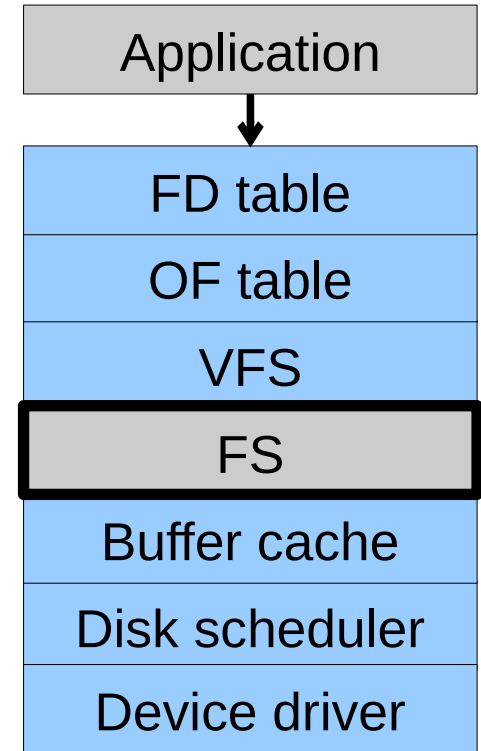 Application
FD table
OF table
VFS
FS
Buffer cache
Disk scheduler
Device driver